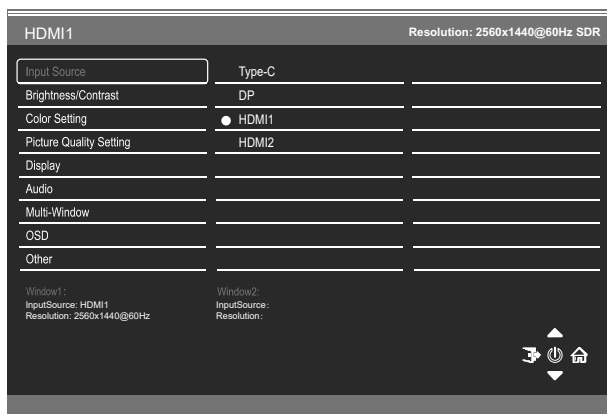 HDMI1
Resolution: 2560x1440@60Hz SDR
Input Source
Type-C
Brightness/Contrast
DP
Color Setting
HDMI1
Picture Quality Setting
HDMI2
Display
Audio
Multi-Window
OSD
Other
Window1:
Window2:
InputSource: HDMI1
InputSource:
Resolution: 2560x1440@60Hz
Resolution: